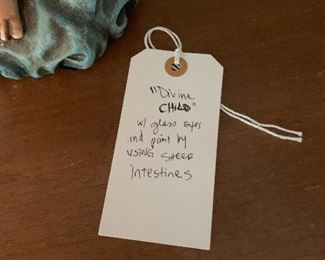 "Divine
CHILD"
w/ glass eyes
and paint by
USING SHEEP
intestines